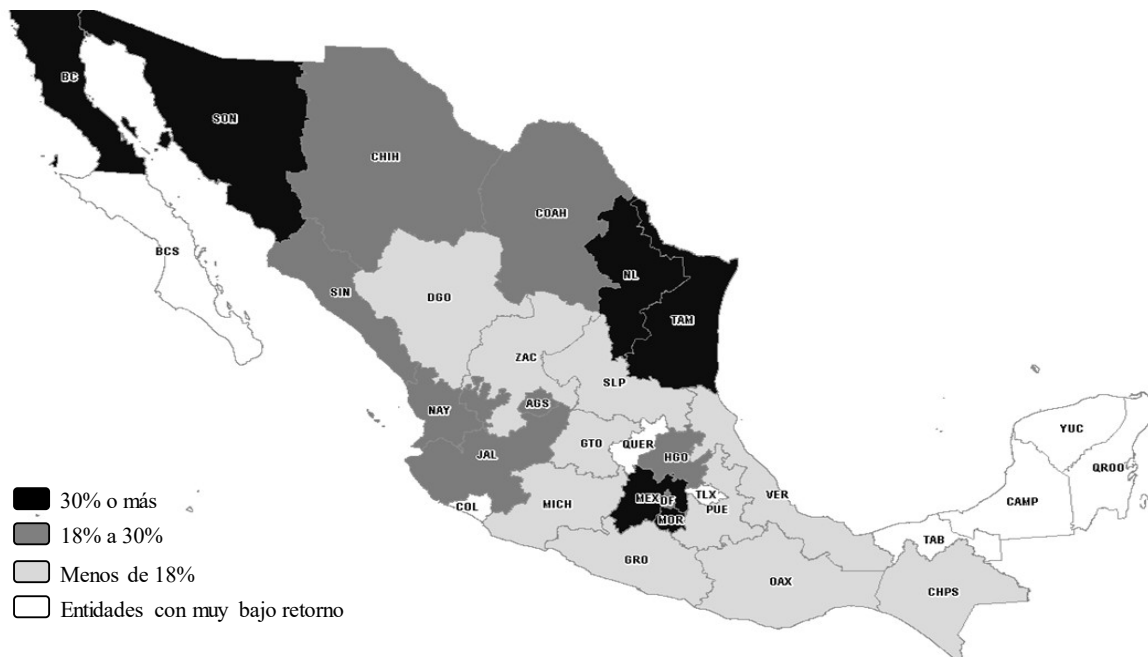 BC
SON
CHIH
COAH
BCS
NL
SIN
DGO
TAM
ZAC
SLP
NAY
AGS
YUC
GTO
QUER
JAL
HGO
QROO
30% o más
COL
MICH
MEX
DF
TLX
VER
CAMP
PUE
MOR
18% a 30%
TAB
GRO
Menos de 18%
OAX
CHPS
Entidades con muy bajo retorno